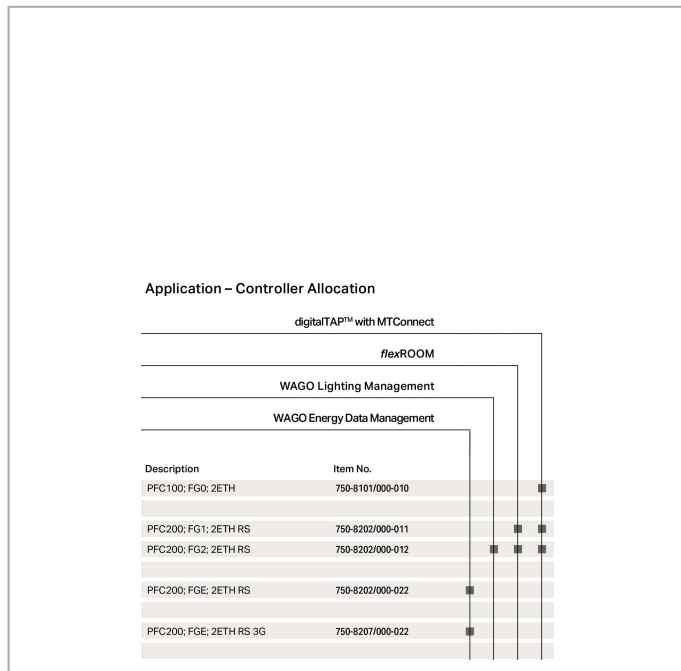 Application – Controller Allocation
digitalTAP™ with MTConnect
flexROOM
WAGO Lighting Management
WAGO Energy Data Management
Description Item No.
PFC100; FG0; 2ETH 750-8101/000-010
PFC200; FG1; 2ETH RS 750-8202/000-011
PFC200; FG2; 2ETH RS 750-8202/000-012
PFC200; FGE; 2ETH RS 750-8202/000-022
PFC200; FGE; 2ETH RS 3G 750-8207/000-022